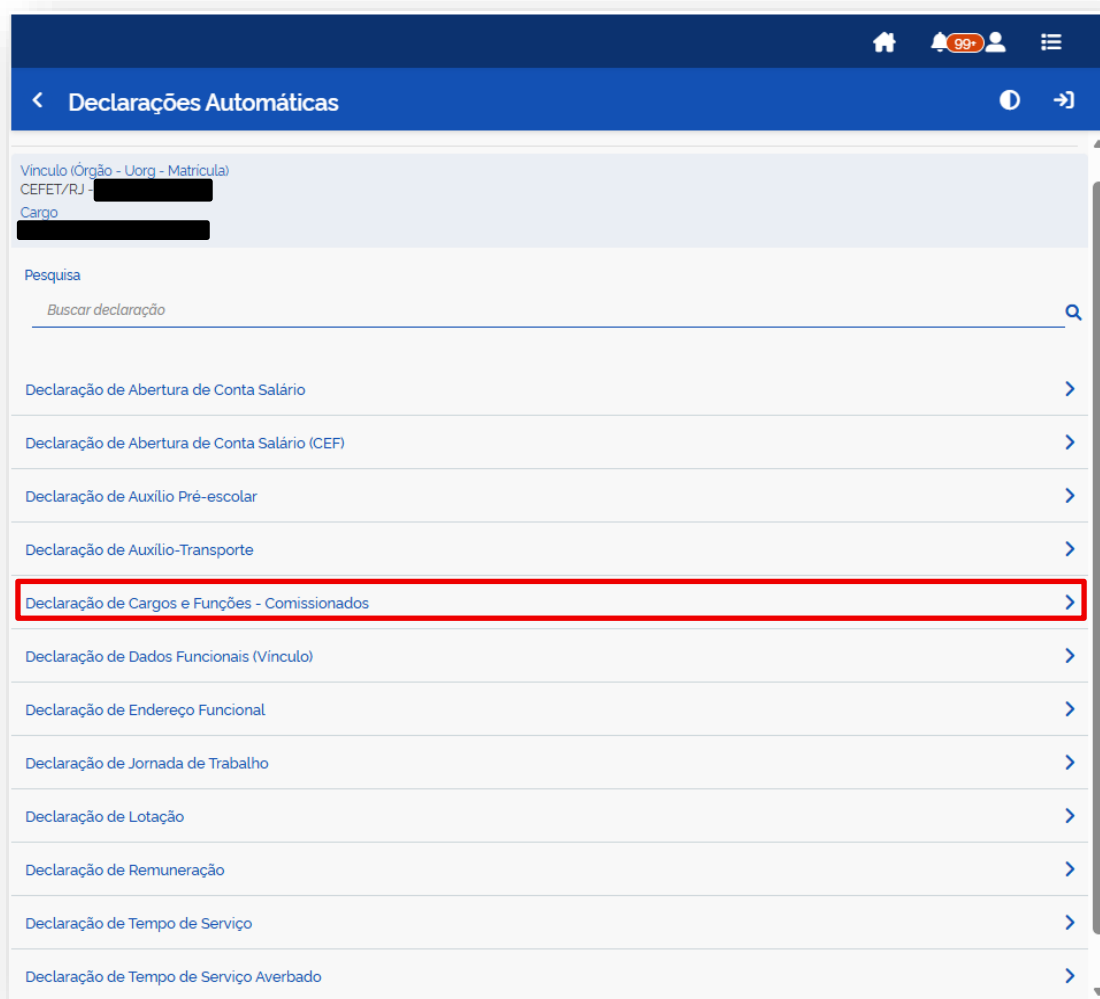 99+
Declarações Automáticas
Vínculo (Órgão - Uorg - Matrícula)
CEFET/RJ -
Cargo
Pesquisa
Buscar declaração
Declaração de Abertura de Conta Salário
Declaração de Abertura de Conta Salário (CEF)
Declaração de Auxílio Pré-escolar
Declaração de Auxílio-Transporte
Declaração de Cargos e Funções - Comissionados
Declaração de Dados Funcionais (Vínculo)
Declaração de Endereço Funcional
Declaração de Jornada de Trabalho
Declaração de Lotação
Declaração de Remuneração
Declaração de Tempo de Serviço
Declaração de Tempo de Serviço Averbado